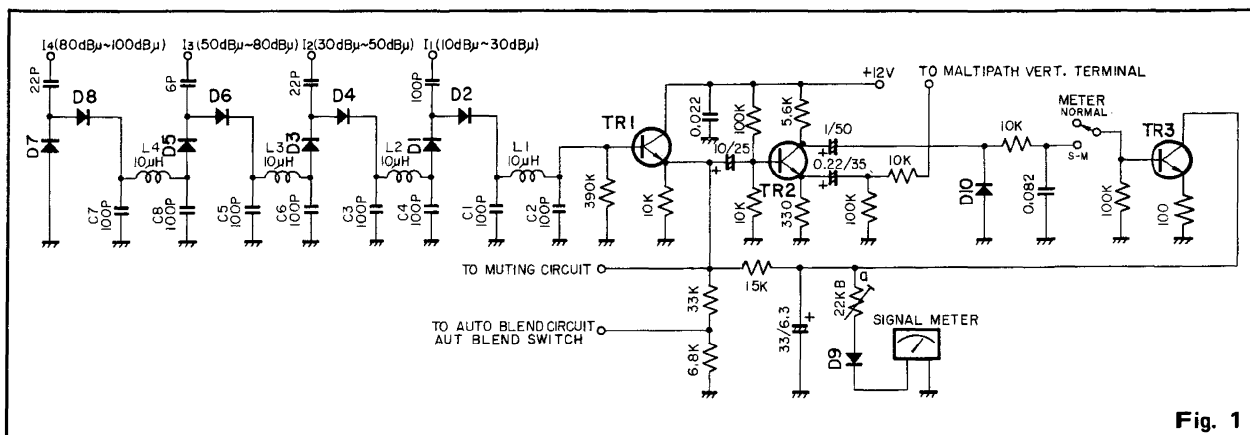 I4(80dBμ~100dBμ) I3(50dBμ~80dBμ) I2(30dBμ~50dBμ) I1(10dBμ~30dBμ)
22P
6P
22P
100P
D8
D6
D4
D2
D7
D5
D3
D1
L4
10μH
L3
10μH
L2
10μH
L1
10μH
C7
100P
C8
100P
C5
100P
C6
100P
C3
100P
C4
100P
C1
100P
C2
100P
390K
TR1
10K
0.022
100K
5.6K
+12V
TO MALTIPATH VERT. TERMINAL
10/25
+
10K
TR2
1/50
+
0.22/35
+
330
100K
10K
D10
10K
0.082
METER
NORMAL
S-M
TR3
100K
100
TO MUTING CIRCUIT
15K
33K
TO AUTO BLEND CIRCUIT
AUT BLEND SWITCH
6.8K
33/6.3
+
a
22KB
D9
SIGNAL METER
Fig. 1